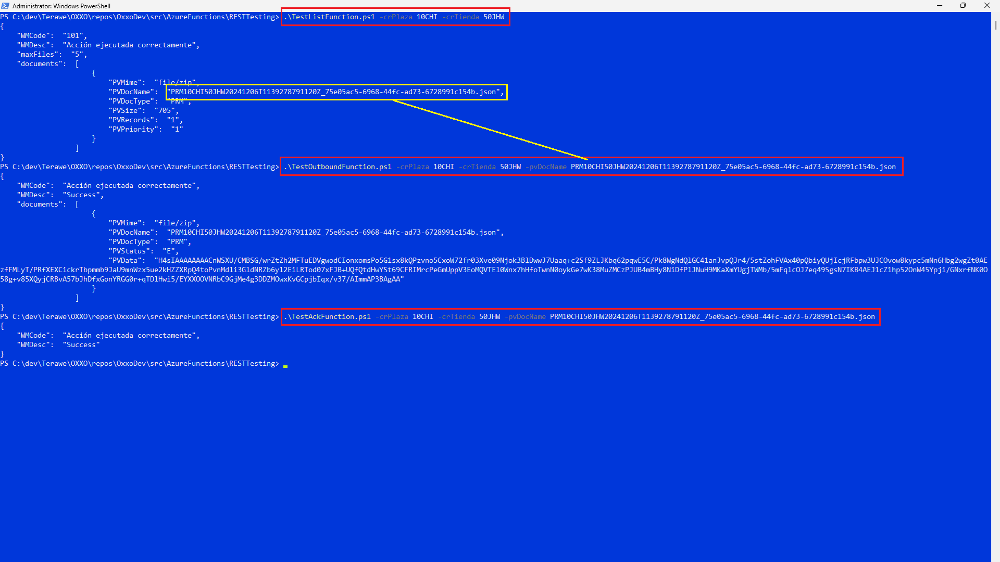 Administrator: Windows PowerShell
PS C:\dev\Terawe\OXXO\repos\OxxoDev\src\AzureFunctions\RESTTesting> .\TestListFunction.ps1 -crPlaza 10CHI -crTienda 50JHW
{
"WMCode": "101",
"WMDesc": "Acción ejecutada correctamente",
"maxFiles": "5",
"documents": [
{
"PVMime": "file/zip",
"PVDocName": "PRM10CHI50JHW20241206T1139278791120Z_75e05ac5-6968-44fc-ad73-6728991c154b.json",
"PVDocType": "PRM",
"PVSize": "705",
"PVRecords": "1",
"PVPriority": "1"
}
]
}
PS C:\dev\Terawe\OXXO\repos\OxxoDev\src\AzureFunctions\RESTTesting> .\TestOutboundFunction.ps1 -crPlaza 10CHI -crTienda 50JHW -pvDocName PRM10CHI50JHW20241206T1139278791120Z_75e05ac5-6968-44fc-ad73-6728991c154b.json
{
"WMCode": "Acción ejecutada correctamente",
"WMDesc": "Success",
"documents": [
{
"PVMime": "file/zip",
"PVDocName": "PRM10CHI50JHW20241206T1139278791120Z_75e05ac5-6968-44fc-ad73-6728991c154b.json",
"PVDocType": "PRM",
"PVStatus": "E",
"PVData": "H4sIAAAAAAAACnWSXU/CMBSG/wrZtZh2MFTuEDVgwodCIonxomsPo5G1sx8kQPzvno5CxoW72fr03Xve09Njok3BlDwwJ7Uaaq+c2Sf9ZLJKbq62pqwE5C/Pk8WgNdQlGC41anJvpQJr4/5stZohFVAx40pQbiyQUjIcjRFbpw3UJCOvow8kypc5mNn6Hbg2wgZt0AE
zfFMLyT/PRfXEXCickrTbpmmb9JaU9mnWzx5ue2kHZZXRpQ4toPvnMdli3GldNRZb6y12EiLRTod07xFJB+UQfQtdHwYSt69CFRIMrcPeGmUppV3EoMQVTEl0Wnx7hHfoTwnN0oykGe7wK38MuZMCzPJUB4mBHy8NiDfPlJNuH9MKaXmYUgjTWMb/5mFqlcOJ7eq49SgsN7IKB4AEJ1cZ1hp52OnW45Ypji/GNxrfNK0O
58g+v85XQyjCRBvA57bJhDfxGonYRGG0r+qTDlHwi5/EYXXOOVNRbC9GjMe4g3DDZMOwxKvGCpjbIqx/v37/AImmAP3BAgAA"
}
]
}
PS C:\dev\Terawe\OXXO\repos\OxxoDev\src\AzureFunctions\RESTTesting> .\TestAckFunction.ps1 -crPlaza 10CHI -crTienda 50JHW -pvDocName PRM10CHI50JHW20241206T1139278791120Z_75e05ac5-6968-44fc-ad73-6728991c154b.json
{
"WMCode": "Acción ejecutada correctamente",
"WMDesc": "Success"
}
PS C:\dev\Terawe\OXXO\repos\OxxoDev\src\AzureFunctions\RESTTesting>